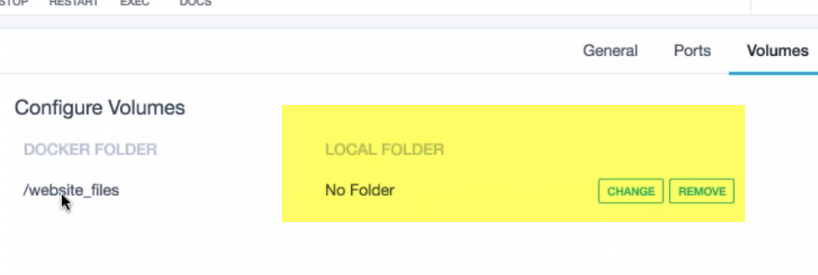 STOP RESTART EXEC DOCS
General Ports Volumes
Configure Volumes
DOCKER FOLDER LOCAL FOLDER
/website_files No Folder CHANGE REMOVE